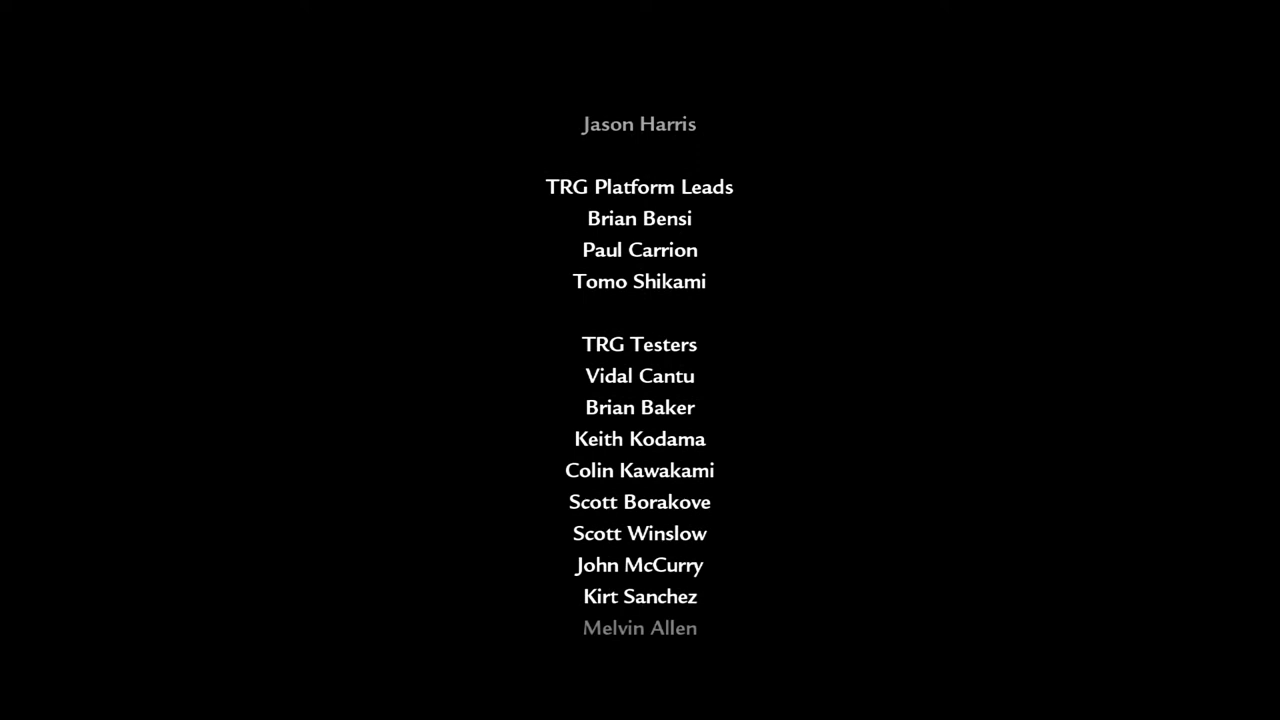 Jason Harris
TRG Platform Leads
Brian Bensi
Paul Carrion
Tomo Shikami
TRG Testers
Vidal Cantu
Brian Baker
Keith Kodama
Colin Kawakami
Scott Borakove
Scott Winslow
John McCurry
Kirt Sanchez
Melvin Allen